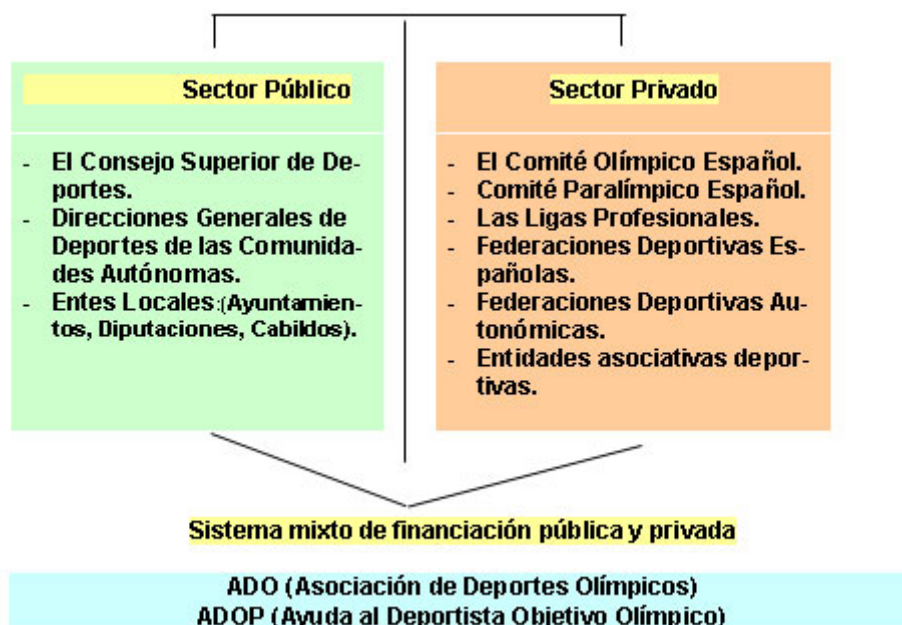 Sector Público
- El Consejo Superior de De-
portes.
- Direcciones Generales de
Deportes de las Comunida-
des Autónomas.
- Entes Locales:(Ayuntamien-
tos, Diputaciones, Cabildos).
Sector Privado
- El Comité Olímpico Español.
- Comité Paralímpico Español.
- Las Ligas Profesionales.
- Federaciones Deportivas Es-
pañolas.
- Federaciones Deportivas Au-
tonómicas.
- Entidades asociativas depor-
tivas.
Sistema mixto de financiación pública y privada
ADO (Asociación de Deportes Olímpicos)
ADOP (Ayuda al Deportista Objetivo Olímpico)